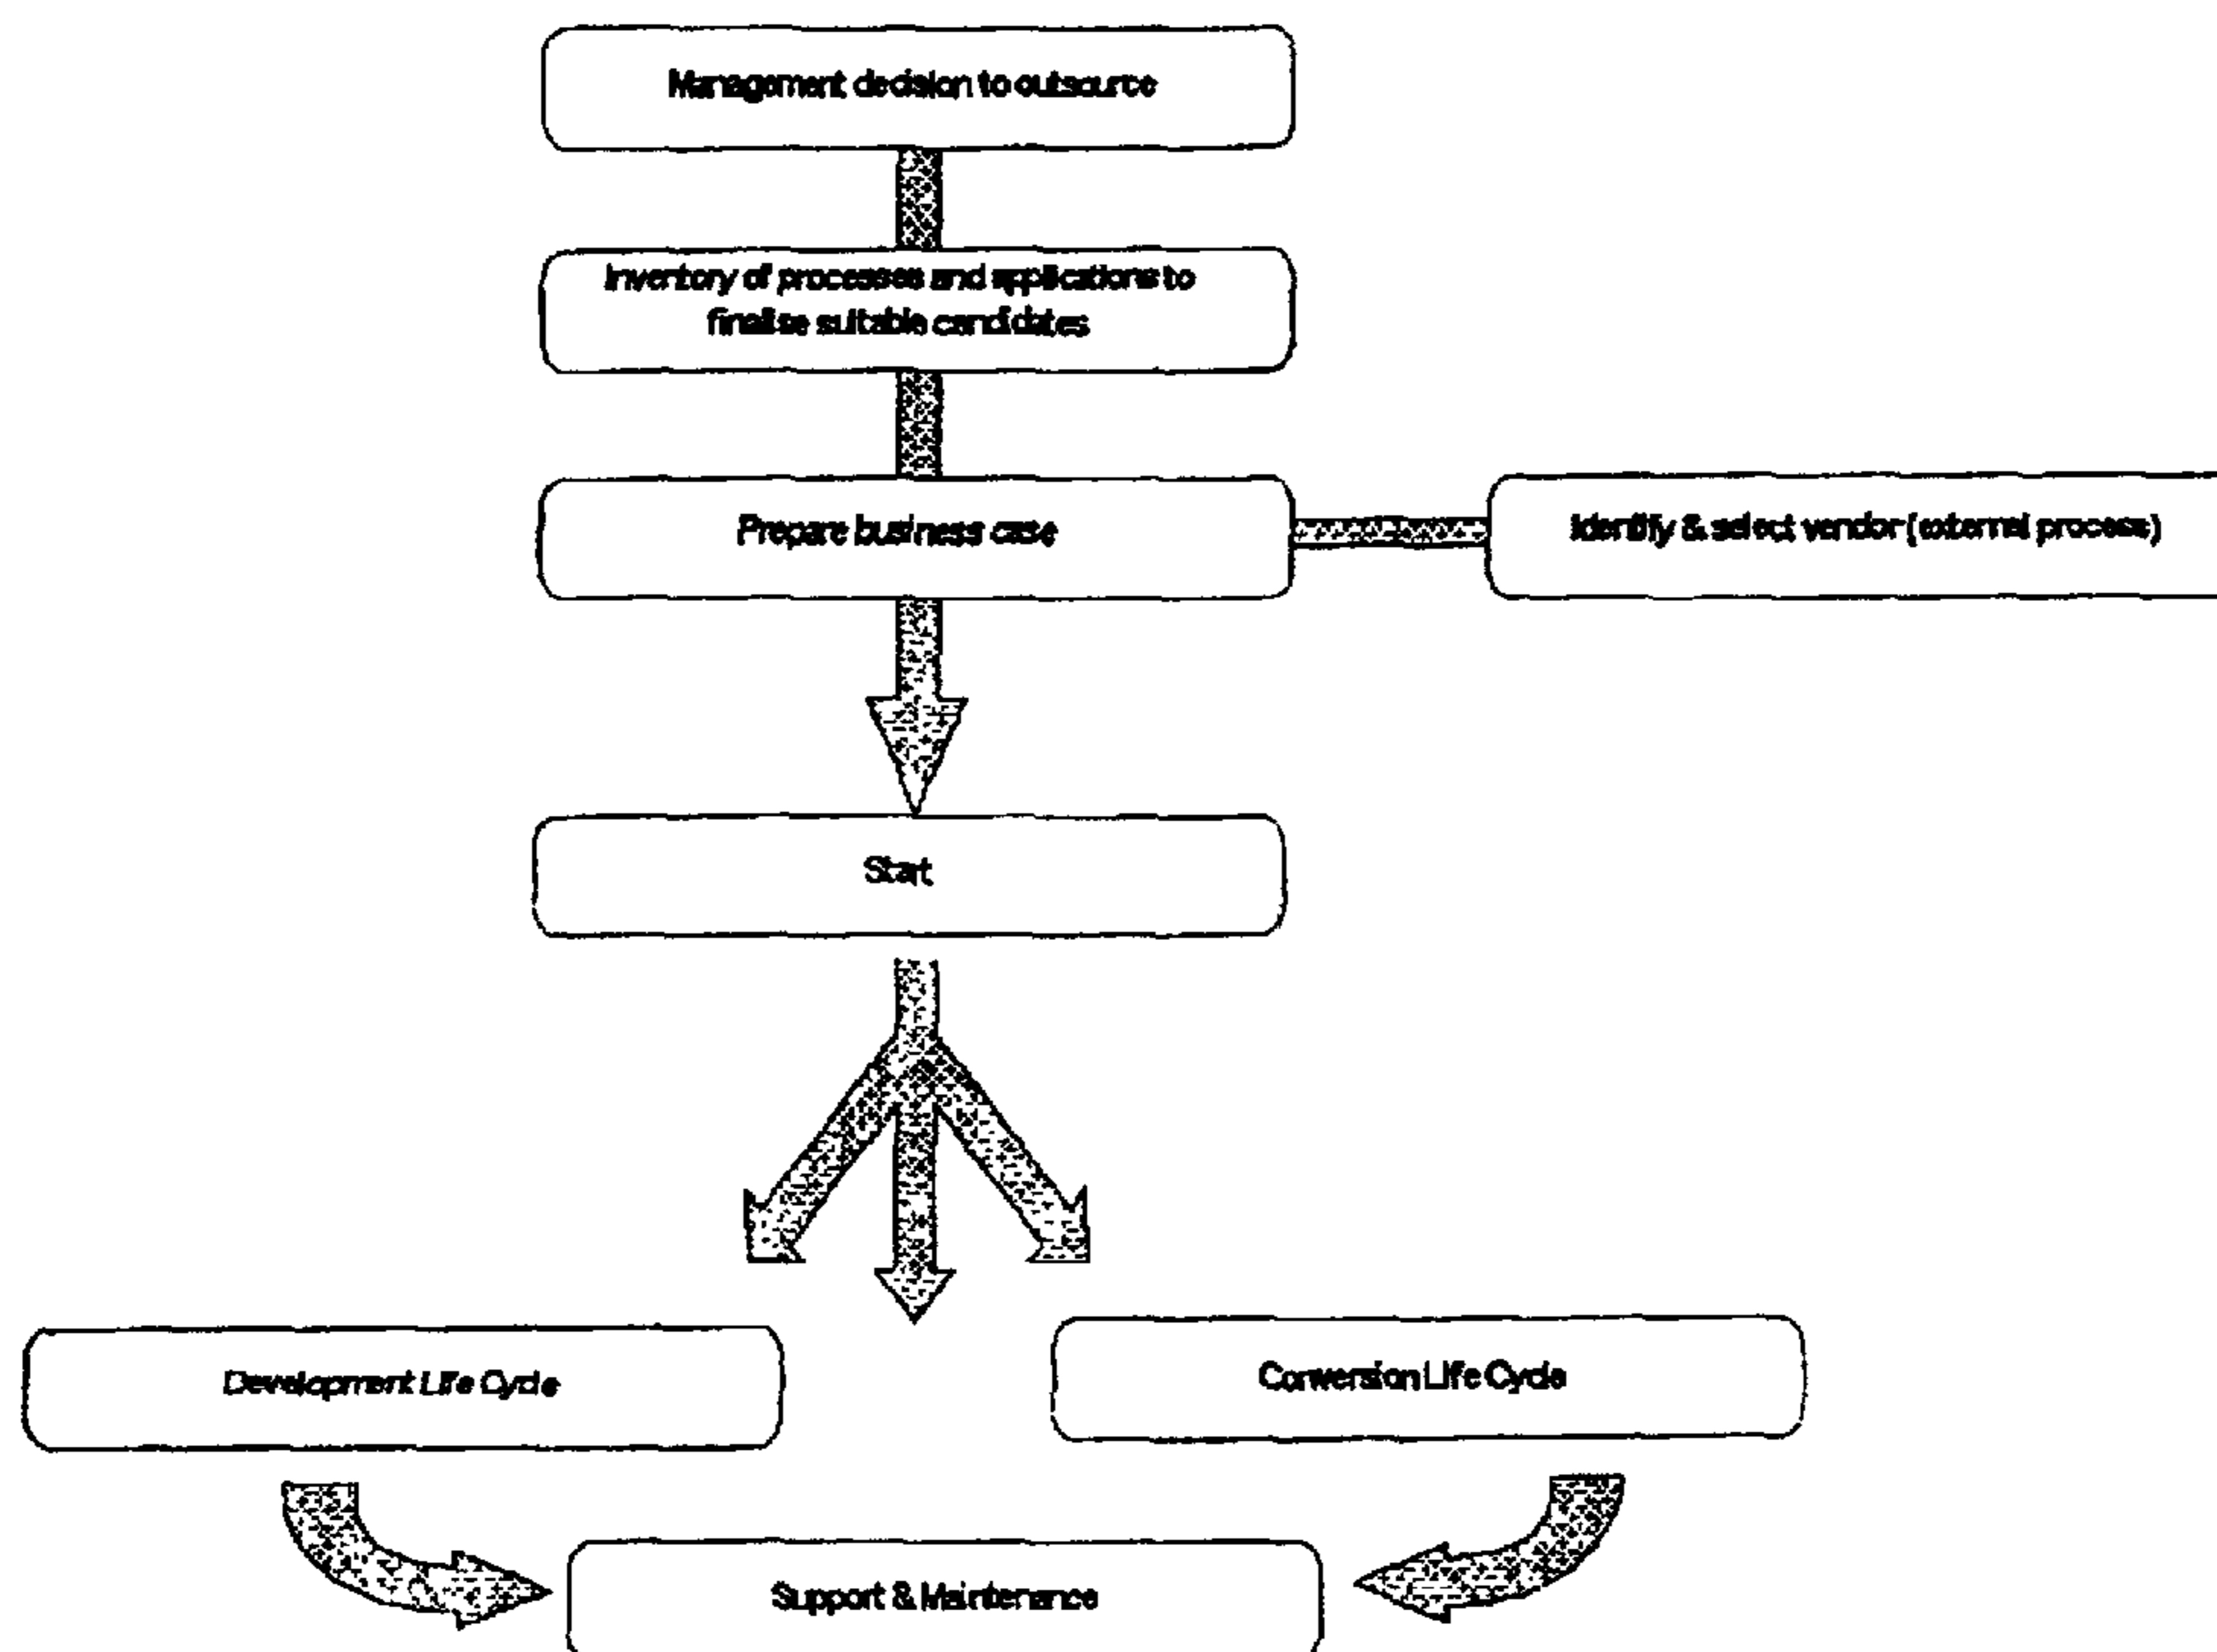 Management decision to outsource
Inventory of processes and applications to
finalise suitable candidates
Prepare business case
Identify & select vendor (external process)
Start
Development Life Cycle
Conversion Life Cycle
Support & Maintenance